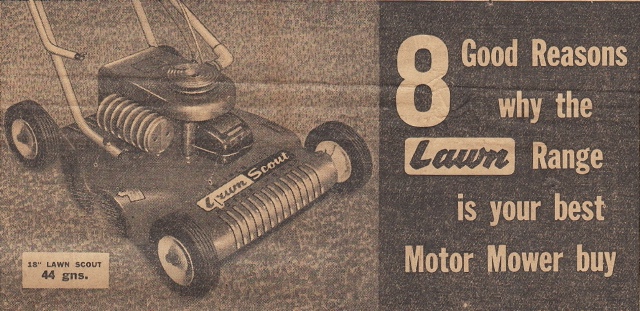 8 Good Reasons
why the
Lawn Range
is your best
Motor Mower buy
Lawn Scout
18" LAWN SCOUT
44 gns.